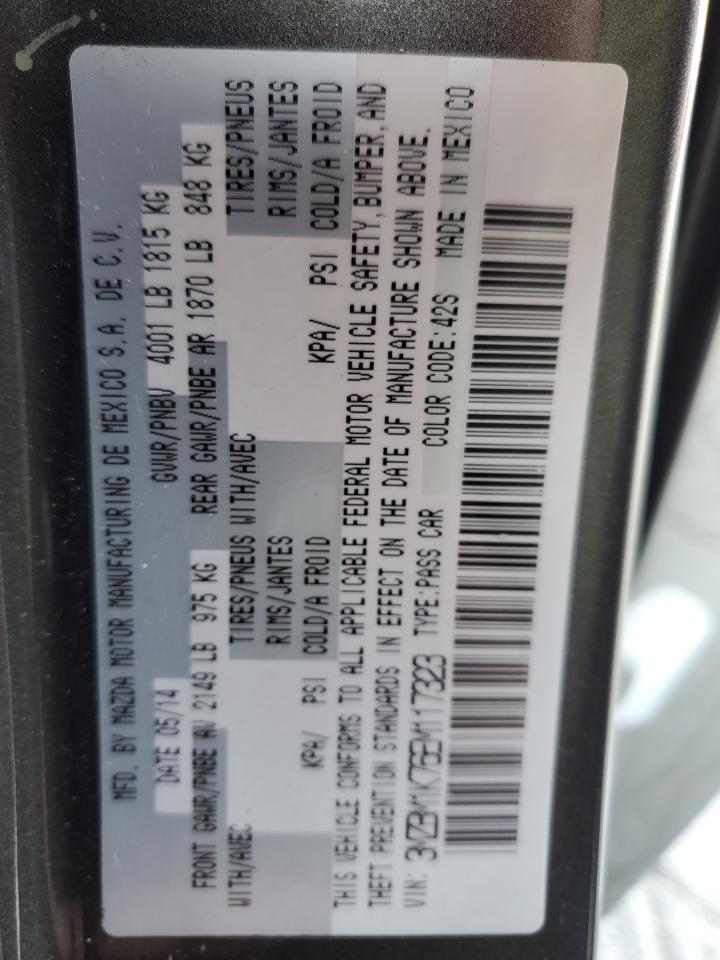 MFD. BY MAZDA MOTOR MANUFACTURING DE MEXICO S.A. DE C.V.
DATE 05/14 GVWR/PNBV 4001 LB 1815 KG
FRONT GAWR/PNBE AV 2149 LB 975 KG REAR GAWR/PNBE AR 1870 LB 848 KG
WITH/AVEC TIRES/PNEUS WITH/AVEC TIRES/PNEUS
RIMS/JANTES RIMS/JANTES
KPA/ PSI COLD/A FROID KPA/ PSI COLD/A FROID
THIS VEHICLE CONFORMS TO ALL APPLICABLE FEDERAL MOTOR VEHICLE SAFETY,BUMPER,AND
THEFT PREVENTION STANDARDS IN EFFECT ON THE DATE OF MANUFACTURE SHOWN ABOVE.
VIN: 3MZBM1K76EM117323 TYPE:PASS CAR COLOR CODE:42S MADE IN MEXICO